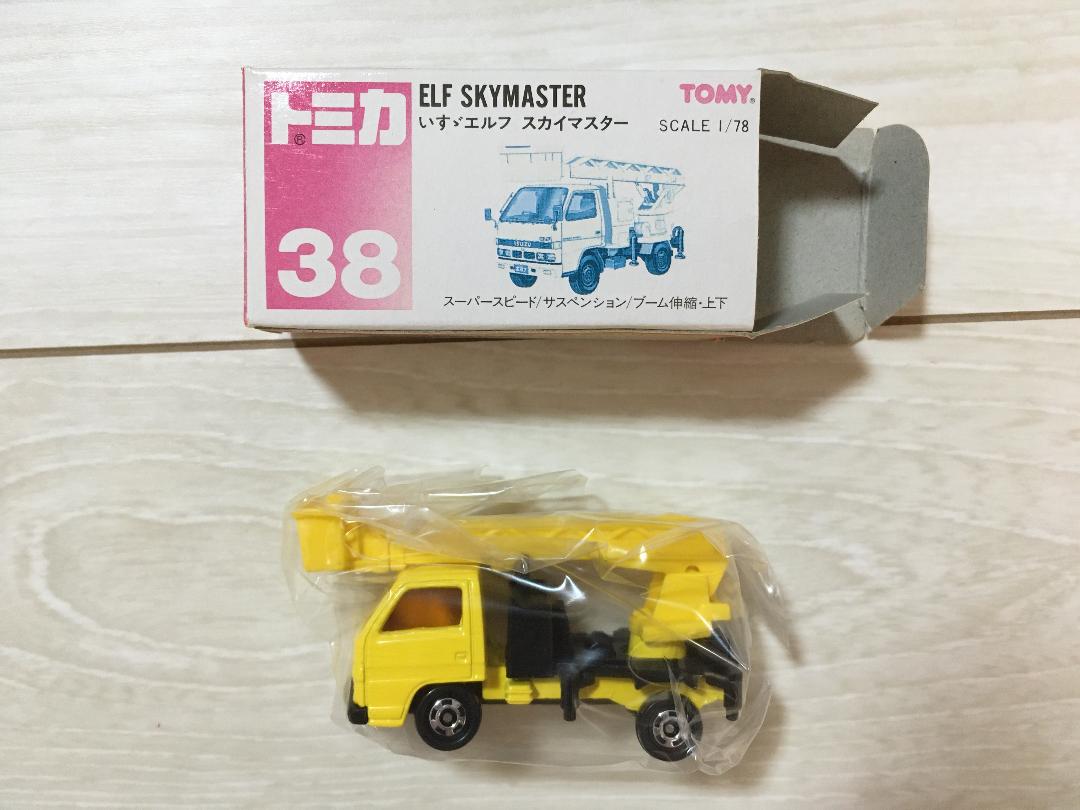 トミカ®
38
ELF SKYMASTER
いすゞエルフ スカイマスター
TOMY®
SCALE 1/78
ISUZU
スーパースピード/サスペンション/ブーム伸縮・上下